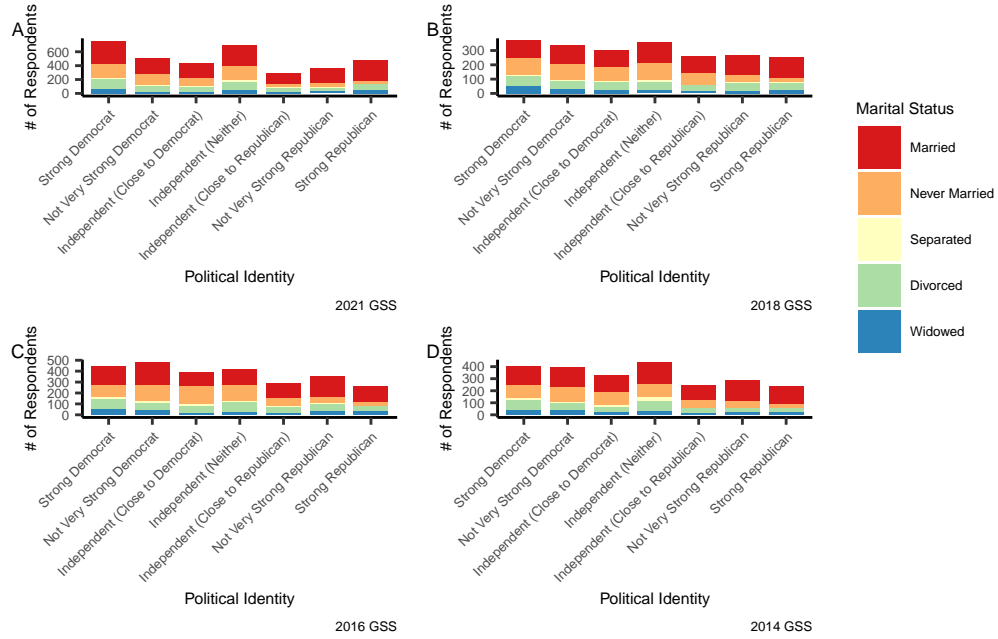 A
# of Respondents
600
400
200
0
Strong Democrat
Not Very Strong Democrat
Independent (Close to Democrat)
Independent (Neither)
Independent (Close to Republican)
Not Very Strong Republican
Strong Republican
Political Identity
2021 GSS
B
# of Respondents
300
200
100
0
Strong Democrat
Not Very Strong Democrat
Independent (Close to Democrat)
Independent (Neither)
Independent (Close to Republican)
Not Very Strong Republican
Strong Republican
Political Identity
2018 GSS
Marital Status
Married
Never Married
Separated
Divorced
Widowed
C
# of Respondents
500
400
300
200
100
0
Strong Democrat
Not Very Strong Democrat
Independent (Close to Democrat)
Independent (Neither)
Independent (Close to Republican)
Not Very Strong Republican
Strong Republican
Political Identity
2016 GSS
D
# of Respondents
400
300
200
100
0
Strong Democrat
Not Very Strong Democrat
Independent (Close to Democrat)
Independent (Neither)
Independent (Close to Republican)
Not Very Strong Republican
Strong Republican
Political Identity
2014 GSS